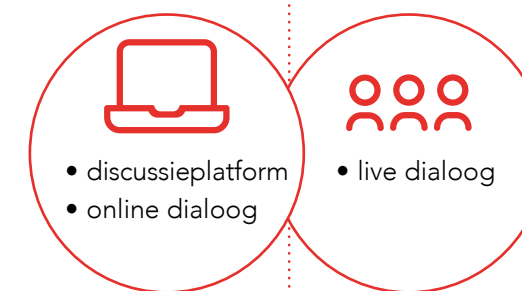 • discussieplatform
• online dialoog
• live dialoog